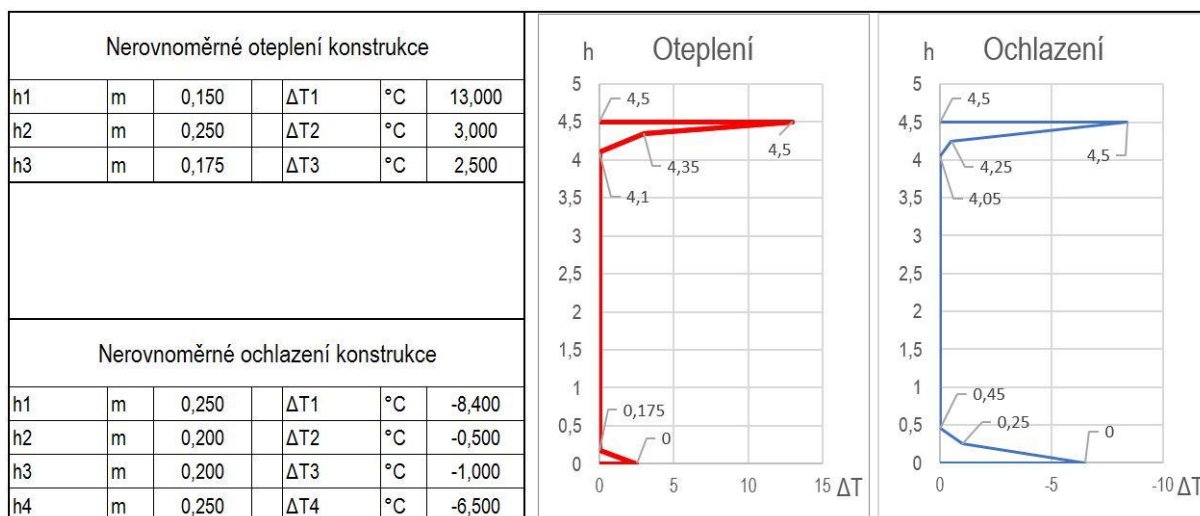 Nerovnoměrné oteplení konstrukce
h1 m 0,150 ΔT1 °C 13,000
h2 m 0,250 ΔT2 °C 3,000
h3 m 0,175 ΔT3 °C 2,500
Nerovnoměrné ochlazení konstrukce
h1 m 0,250 ΔT1 °C -8,400
h2 m 0,200 ΔT2 °C -0,500
h3 m 0,200 ΔT3 °C -1,000
h4 m 0,250 ΔT4 °C -6,500
h Oteplení
5
4,5
4
3,5
3
2,5
2
1,5
1
0,5
0
4,5
4,5
4,35
4,1
0,175
0
0 5 10 15 ΔT
h Ochlazení
5
4,5
4
3,5
3
2,5
2
1,5
1
0,5
0
4,5
4,5
4,25
4,05
0,45
0,25
0
0 -5 -10 ΔT